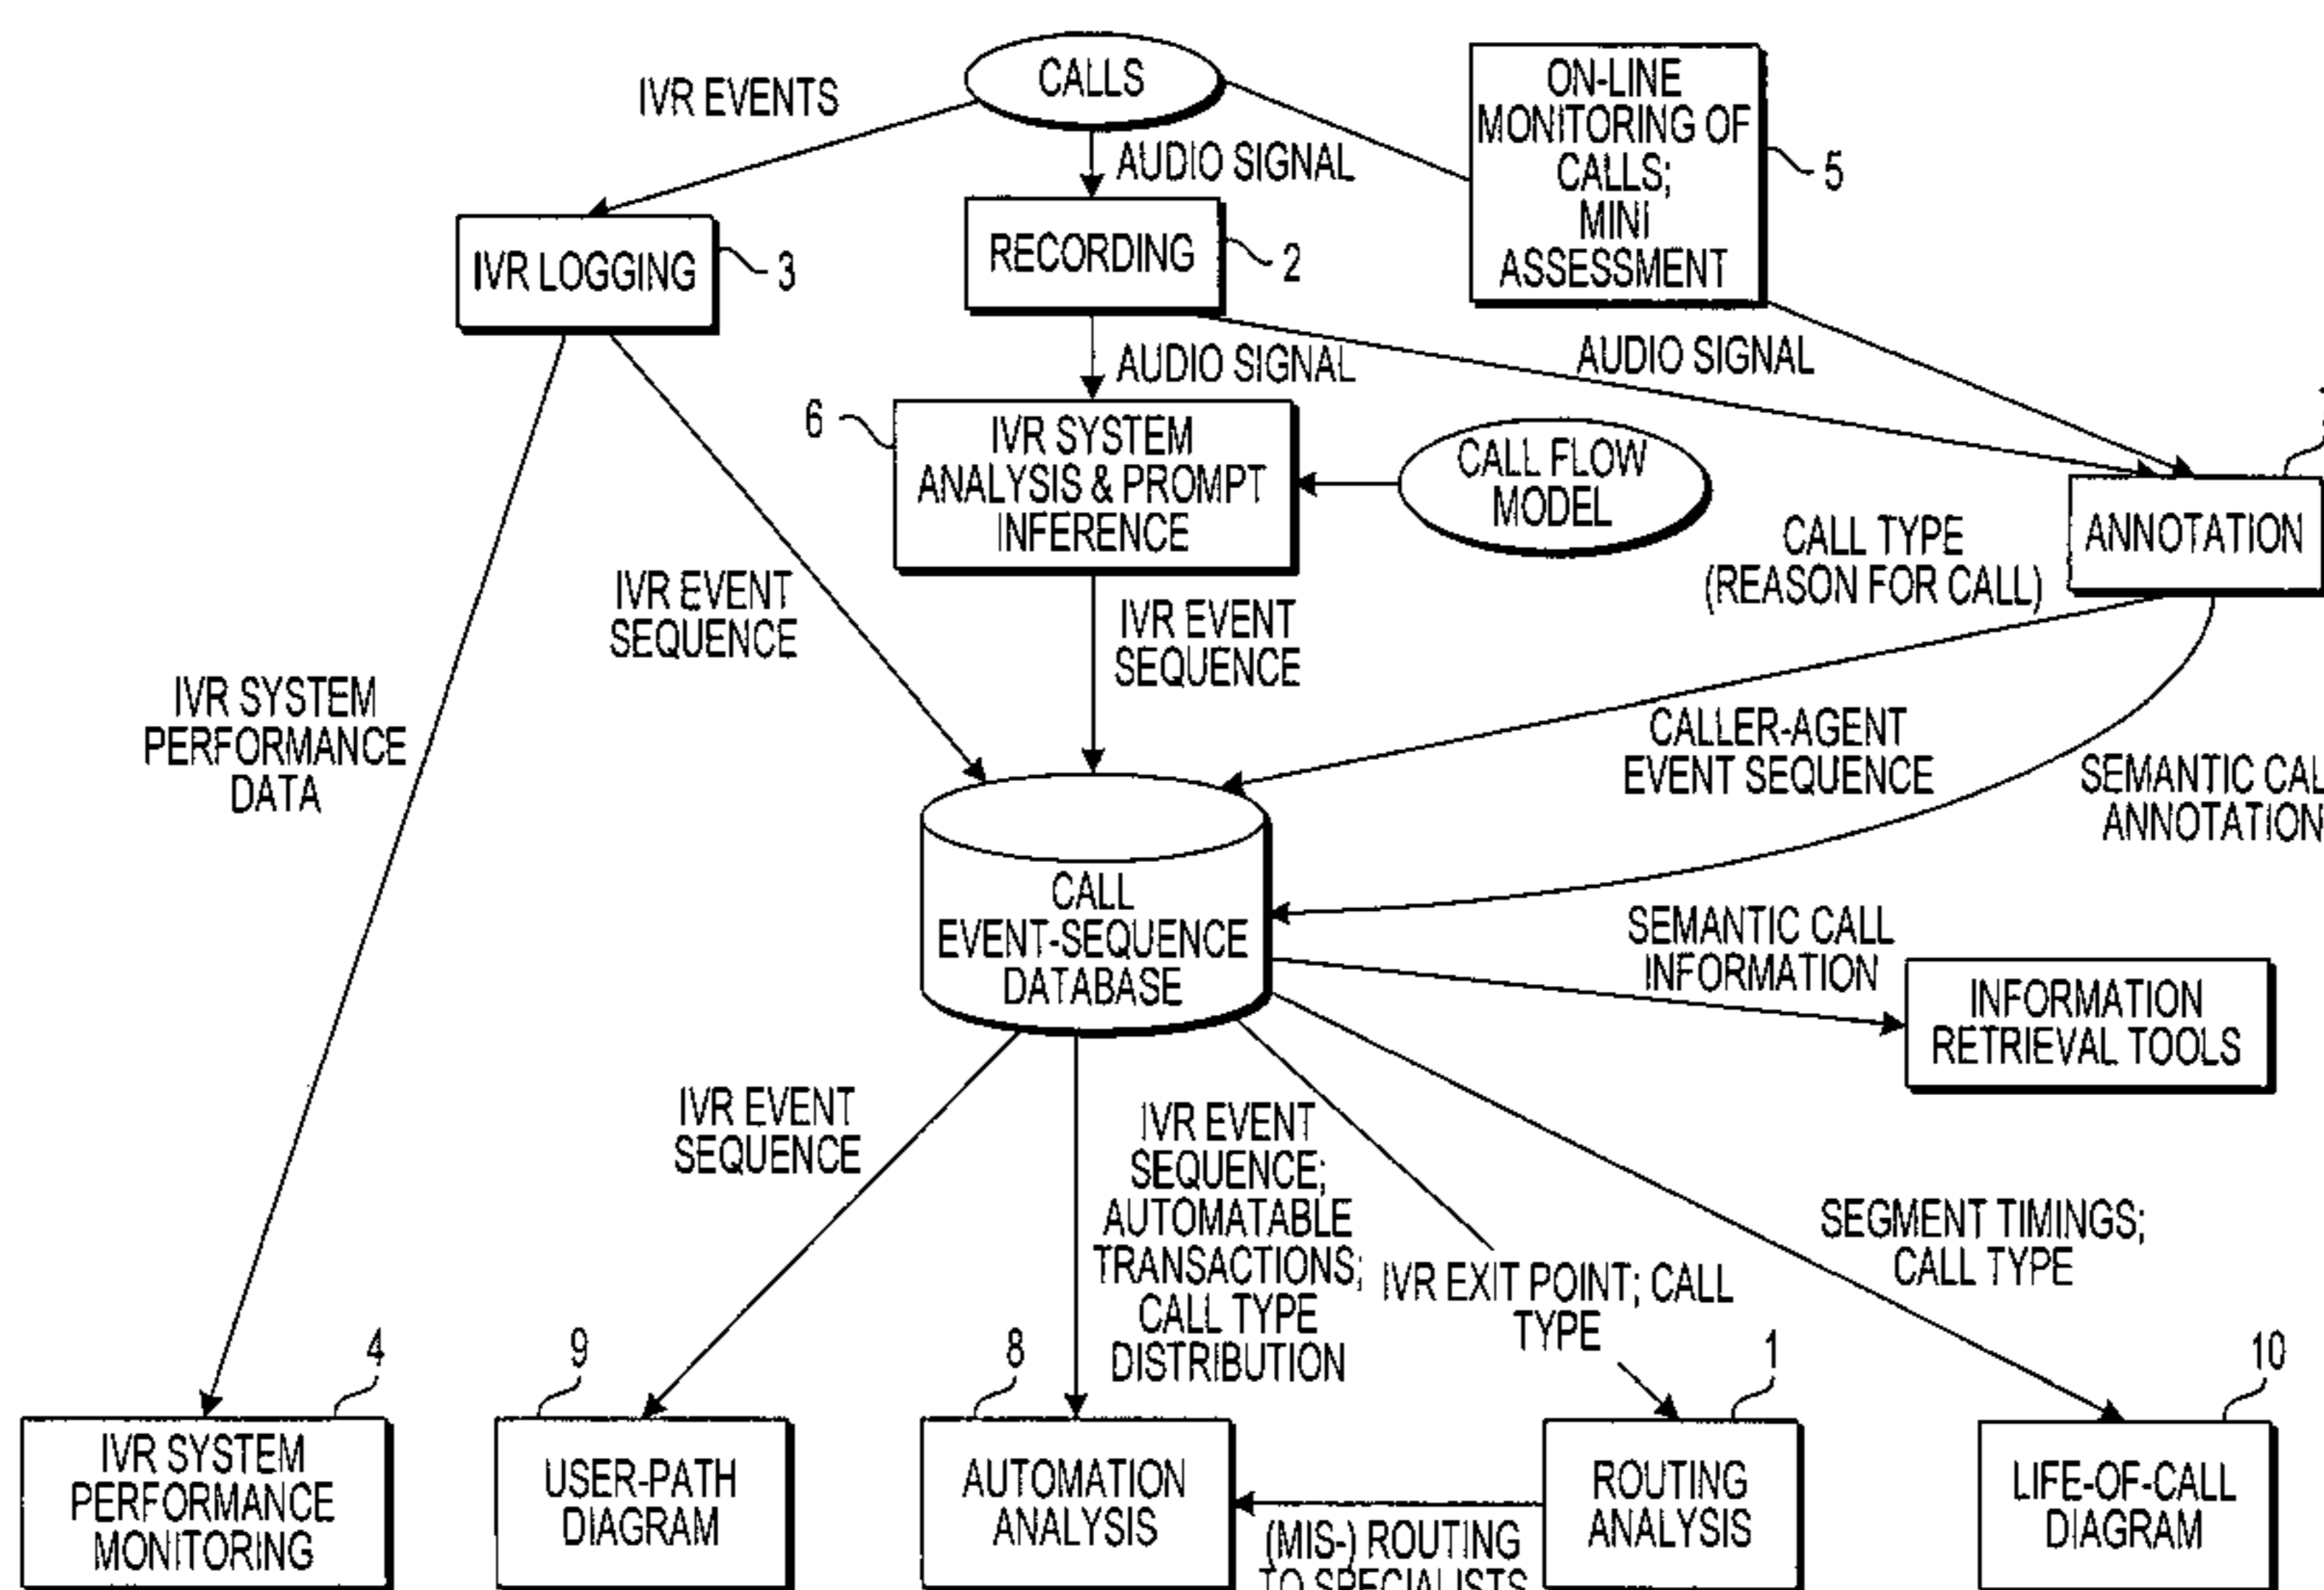 CALLS
IVR EVENTS
AUDIO SIGNAL
ON-LINE
MONITORING OF
CALLS;
MINI
ASSESSMENT
5
IVR LOGGING
3
RECORDING
2
AUDIO SIGNAL
AUDIO SIGNAL
6
IVR SYSTEM
ANALYSIS & PROMPT
INFERENCE
CALL FLOW
MODEL
ANNOTATION
CALL TYPE
(REASON FOR CALL)
IVR EVENT
SEQUENCE
IVR EVENT
SEQUENCE
IVR SYSTEM
PERFORMANCE
DATA
CALLER-AGENT
EVENT SEQUENCE
SEMANTIC
ANNOTATION
CALL
EVENT-SEQUENCE
DATABASE
SEMANTIC CALL
INFORMATION
INFORMATION
RETRIEVAL TOOLS
IVR EVENT
SEQUENCE
IVR EVENT
SEQUENCE;
AUTOMATABLE
TRANSACTIONS;
CALL TYPE
DISTRIBUTION
IVR EXIT POINT; CALL
TYPE
SEGMENT TIMINGS;
CALL TYPE
4
IVR SYSTEM
PERFORMANCE
MONITORING
9
USER-PATH
DIAGRAM
8
AUTOMATION
ANALYSIS
(MIS-) ROUTING
TO SPECIALISTS
1
ROUTING
ANALYSIS
10
LIFE-OF-CALL
DIAGRAM